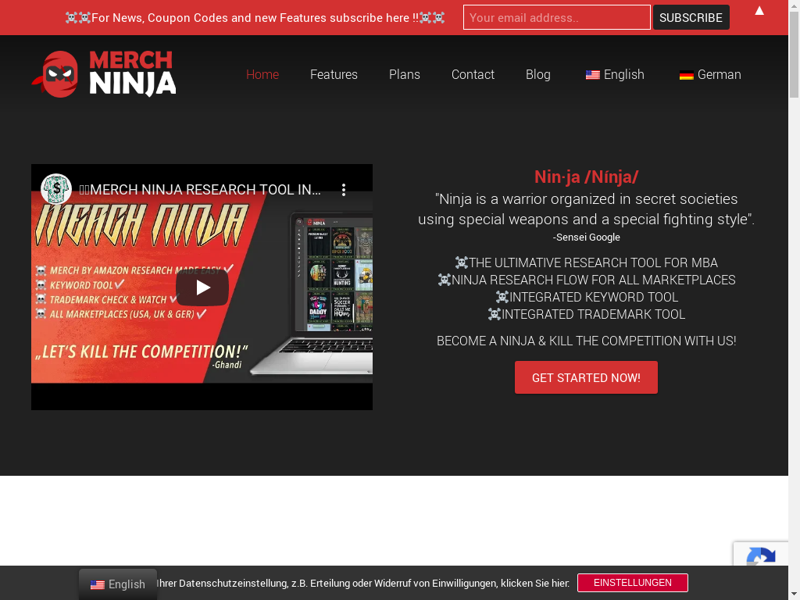 ☠️☠️For News, Coupon Codes and new Features subscribe here !!☠️☠️
Your email address..
SUBSCRIBE
▲
MERCH
NINJA
Home
Features
Plans
Contact
Blog
English
German
MERCH NINJA RESEARCH TOOL IN...
MERCH NINJA
☠️ MERCH BY AMAZON RESEARCH MADE EASY ✓
☠️ KEYWORD TOOL ✓
☠️ TRADEMARK CHECK & WATCH ✓
☠️ ALL MARKETPLACES (USA, UK & GER) ✓
„LET'S KILL THE COMPETITION!"
-Ghandi
Nin·ja /Nínja/
"Ninja is a warrior organized in secret societies
using special weapons and a special fighting style".
-Sensei Google
☠️THE ULTIMATIVE RESEARCH TOOL FOR MBA
☠️NINJA RESEARCH FLOW FOR ALL MARKETPLACES
☠️INTEGRATED KEYWORD TOOL
☠️INTEGRATED TRADEMARK TOOL
BECOME A NINJA & KILL THE COMPETITION WITH US!
GET STARTED NOW!
English
Ihrer Datenschutzeinstellung, z.B. Erteilung oder Widerruf von Einwilligungen, klicken Sie hier:
EINSTELLUNGEN